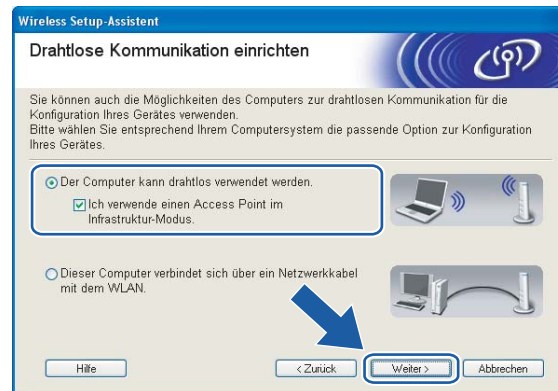 Wireless Setup-Assistent
Drahtlose Kommunikation einrichten
Sie können auch die Möglichkeiten des Computers zur drahtlosen Kommunikation für die
Konfiguration Ihres Gerätes verwenden.
Bitte wählen Sie entsprechend Ihrem Computersystem die passende Option zur Konfiguration
Ihres Gerätes.
Der Computer kann drahtlos verwendet werden.
Ich verwende einen Access Point im
Infrastruktur-Modus.
Dieser Computer verbindet sich über ein Netzwerkkabel
mit dem WLAN.
Hilfe
< Zurück
Weiter >
Abbrechen